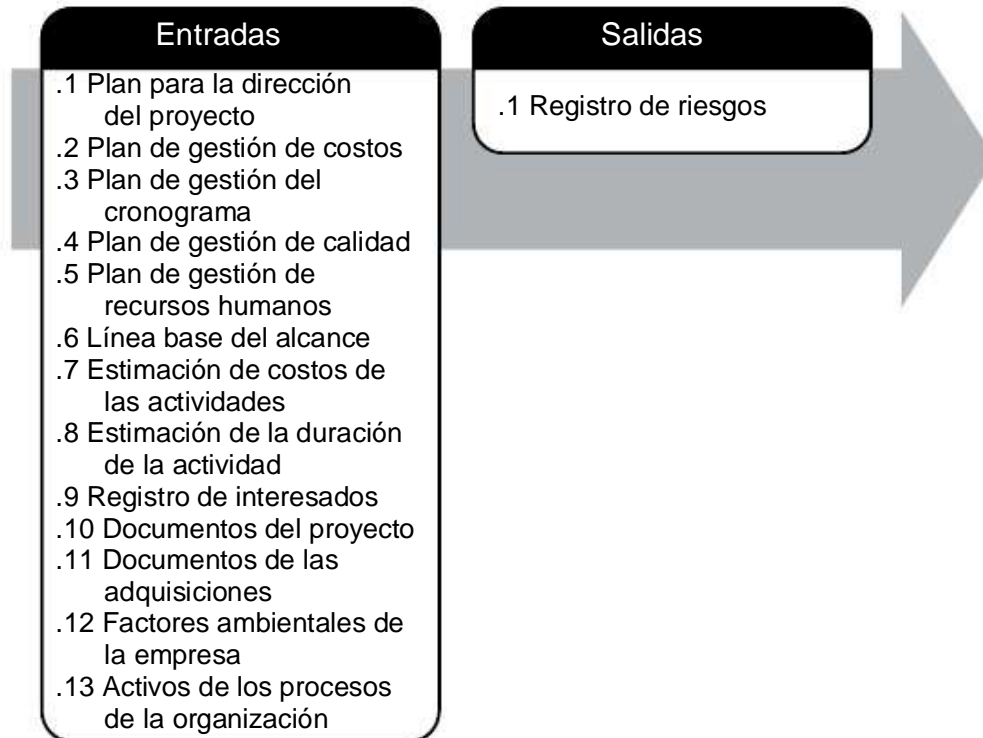 Entradas
.1 Plan para la dirección
del proyecto
.2 Plan de gestión de costos
.3 Plan de gestión del
cronograma
.4 Plan de gestión de calidad
.5 Plan de gestión de
recursos humanos
.6 Línea base del alcance
.7 Estimación de costos de
las actividades
.8 Estimación de la duración
de la actividad
.9 Registro de interesados
.10 Documentos del proyecto
.11 Documentos de las
adquisiciones
.12 Factores ambientales de
la empresa
.13 Activos de los procesos
de la organización
Salidas
.1 Registro de riesgos